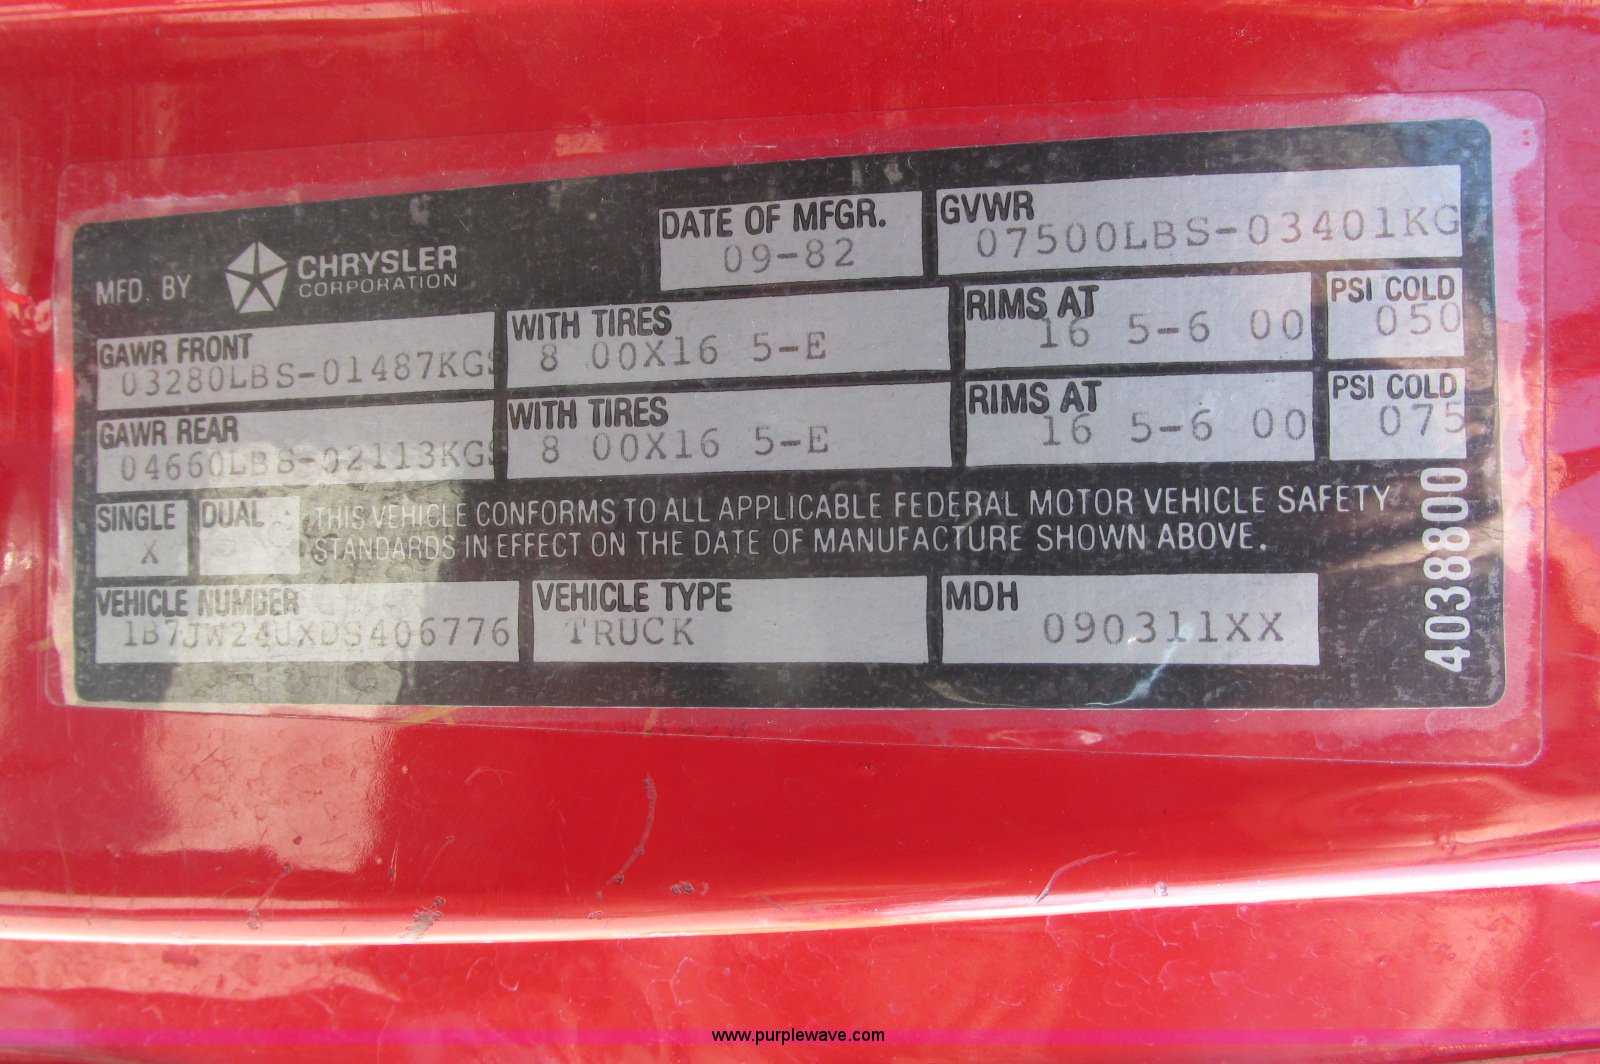 MFD. BY CHRYSLER CORPORATION
DATE OF MFGR.
09-82
GVWR
07500LBS-03401KG
GAWR FRONT
03280LBS-01487KGS
WITH TIRES
8 00X16 5-E
RIMS AT
16 5-6 00
PSI COLD
050
GAWR REAR
04660LBS-02113KGS
WITH TIRES
8 00X16 5-E
RIMS AT
16 5-6 00
PSI COLD
075
SINGLE
X
DUAL
THIS VEHICLE CONFORMS TO ALL APPLICABLE FEDERAL MOTOR VEHICLE SAFETY
STANDARDS IN EFFECT ON THE DATE OF MANUFACTURE SHOWN ABOVE.
VEHICLE NUMBER
1B7JW24UXDS406776
VEHICLE TYPE
TRUCK
MDH
090311XX
4038800
www.purplewave.com